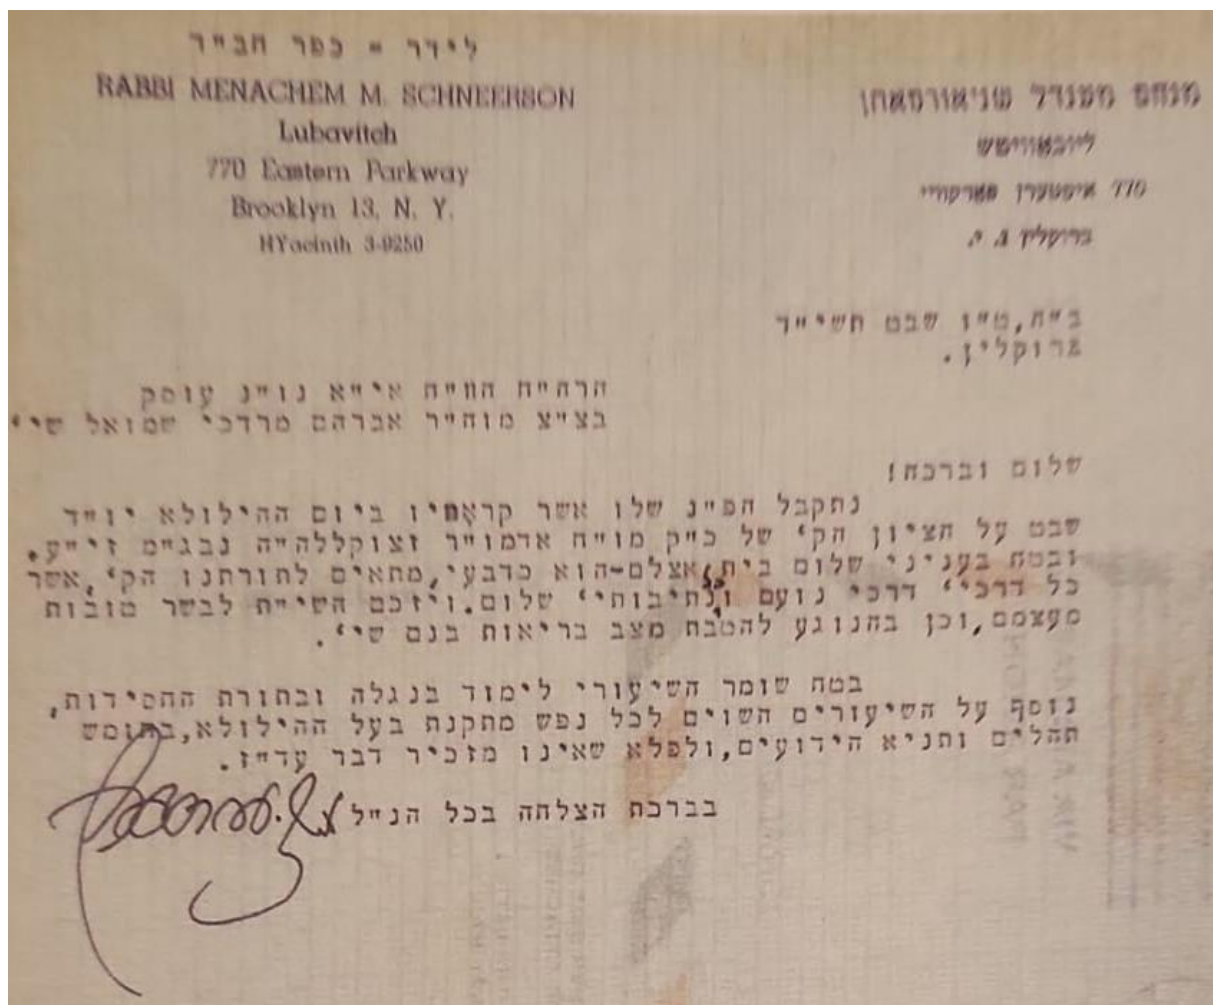 לידר = כפר חב"ד
RABBI MENACHEM M. SCHNEERSON
Lubavitch
770 Eastern Parkway
Brooklyn 13, N. Y.
HYacinth 3-9250
מנחם מענדל שניאורסאהן
ליובאוויטש
770 איסטערן פארקוויי
ברוקלין נ. י.
ב"ה, ט"ו שבט תשי"ד
ברוקלין.
הרה"ח הוו"ח אי"א נו"נ עוסק
בצ"צ מוה"ר אברהם מרדכי שמואל שי'
שלום וברכה!
נתקבל הפ"נ שלו אשר קראתיו ביום ההילולא יו"ד
שבט על הציון הק' של כ"ק מו"ח אדמו"ר זצוקללה"ה נבג"מ זי"ע.
ובטח בעניני שלום בית, אצלם-הוא כדבעי, מתאים לתורתנו הק', אשר
כל דרכי' דרכי נועם ונתיבותי' שלום. ויזכם השי"ת לבשר טובות
מעצמם, וכן בהנוגע להטבת מצב בריאות בנם שי'.
בטח שומר השיעורי לימוד בנגלה ובתורת החסידות,
נוסף על השיעורים השוים לכל נפש מתקנת בעל ההילולא, בחומש
תהלים ותניא הידועים, ולפלא שאינו מזכיר דבר עד"ז.
בברכת הצלחה בכל הנ"ל